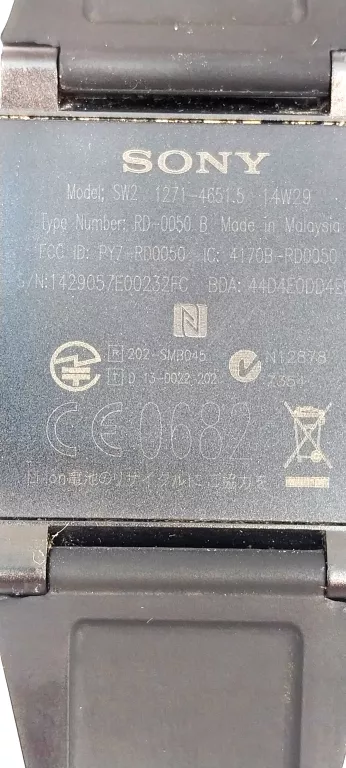 SONY
Model: SW2 1271-4651.5 14W29
Type Number: RD-0050 B Made in Malaysia
FCC ID: PY7-RD0050 IC: 4170B-RD0050
S/N:1429057E00232FC BDA: 44D4E0DD4E
N
R 202-SMB045 N12878
T D 13-0022 202 Z354
CE0682
Li-ion電池のリサイクルにご協力を